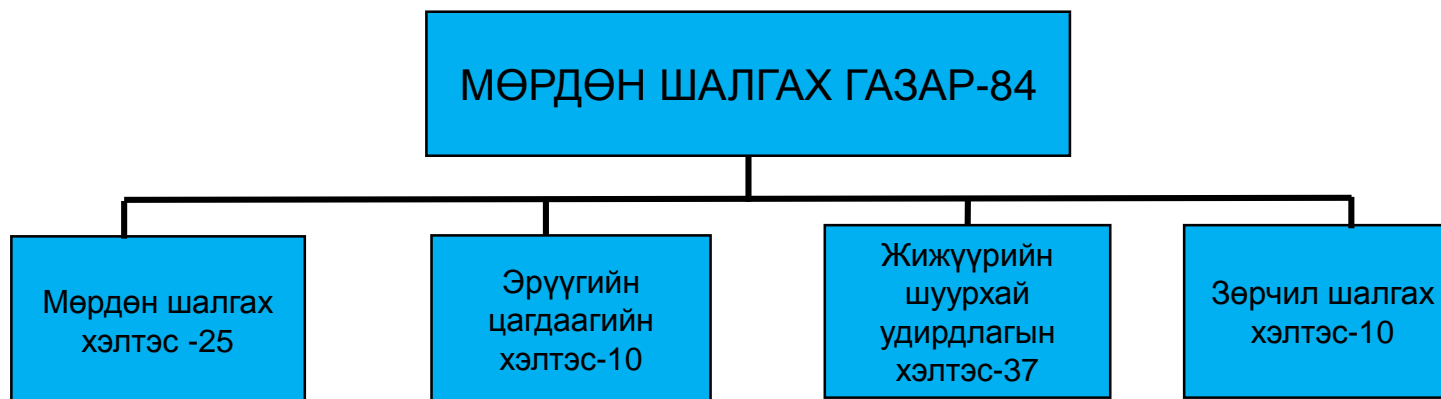 МӨРДӨН ШАЛГАХ ГАЗАР-84
Мөрдөн шалгах
хэлтэс -25
Эрүүгийн
цагдаагийн
хэлтэс-10
Жижүүрийн
шуурхай
удирдлагын
хэлтэс-37
Зөрчил шалгах
хэлтэс-10